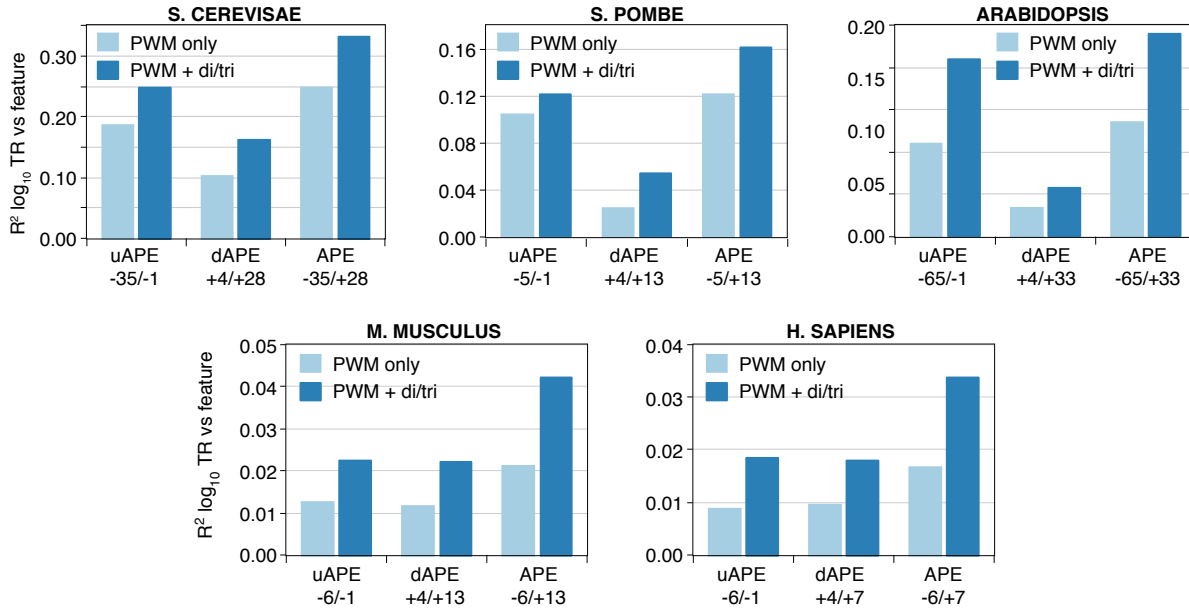 S. CEREVISAE
R² log₁₀ TR vs feature
0.30
0.20
0.10
0.00
PWM only
PWM + di/tri
uAPE dAPE APE
-35/-1 +4/+28 -35/+28
S. POMBE
0.16
0.12
0.08
0.04
0.00
PWM only
PWM + di/tri
uAPE dAPE APE
-5/-1 +4/+13 -5/+13
ARABIDOPSIS
0.20
0.15
0.10
0.05
0.00
PWM only
PWM + di/tri
uAPE dAPE APE
-65/-1 +4/+33 -65/+33
M. MUSCULUS
R² log₁₀ TR vs feature
0.05
0.04
0.03
0.02
0.01
0.00
PWM only
PWM + di/tri
uAPE dAPE APE
-6/-1 +4/+13 -6/+13
H. SAPIENS
0.04
0.03
0.02
0.01
0.00
PWM only
PWM + di/tri
uAPE dAPE APE
-6/-1 +4/+7 -6/+7